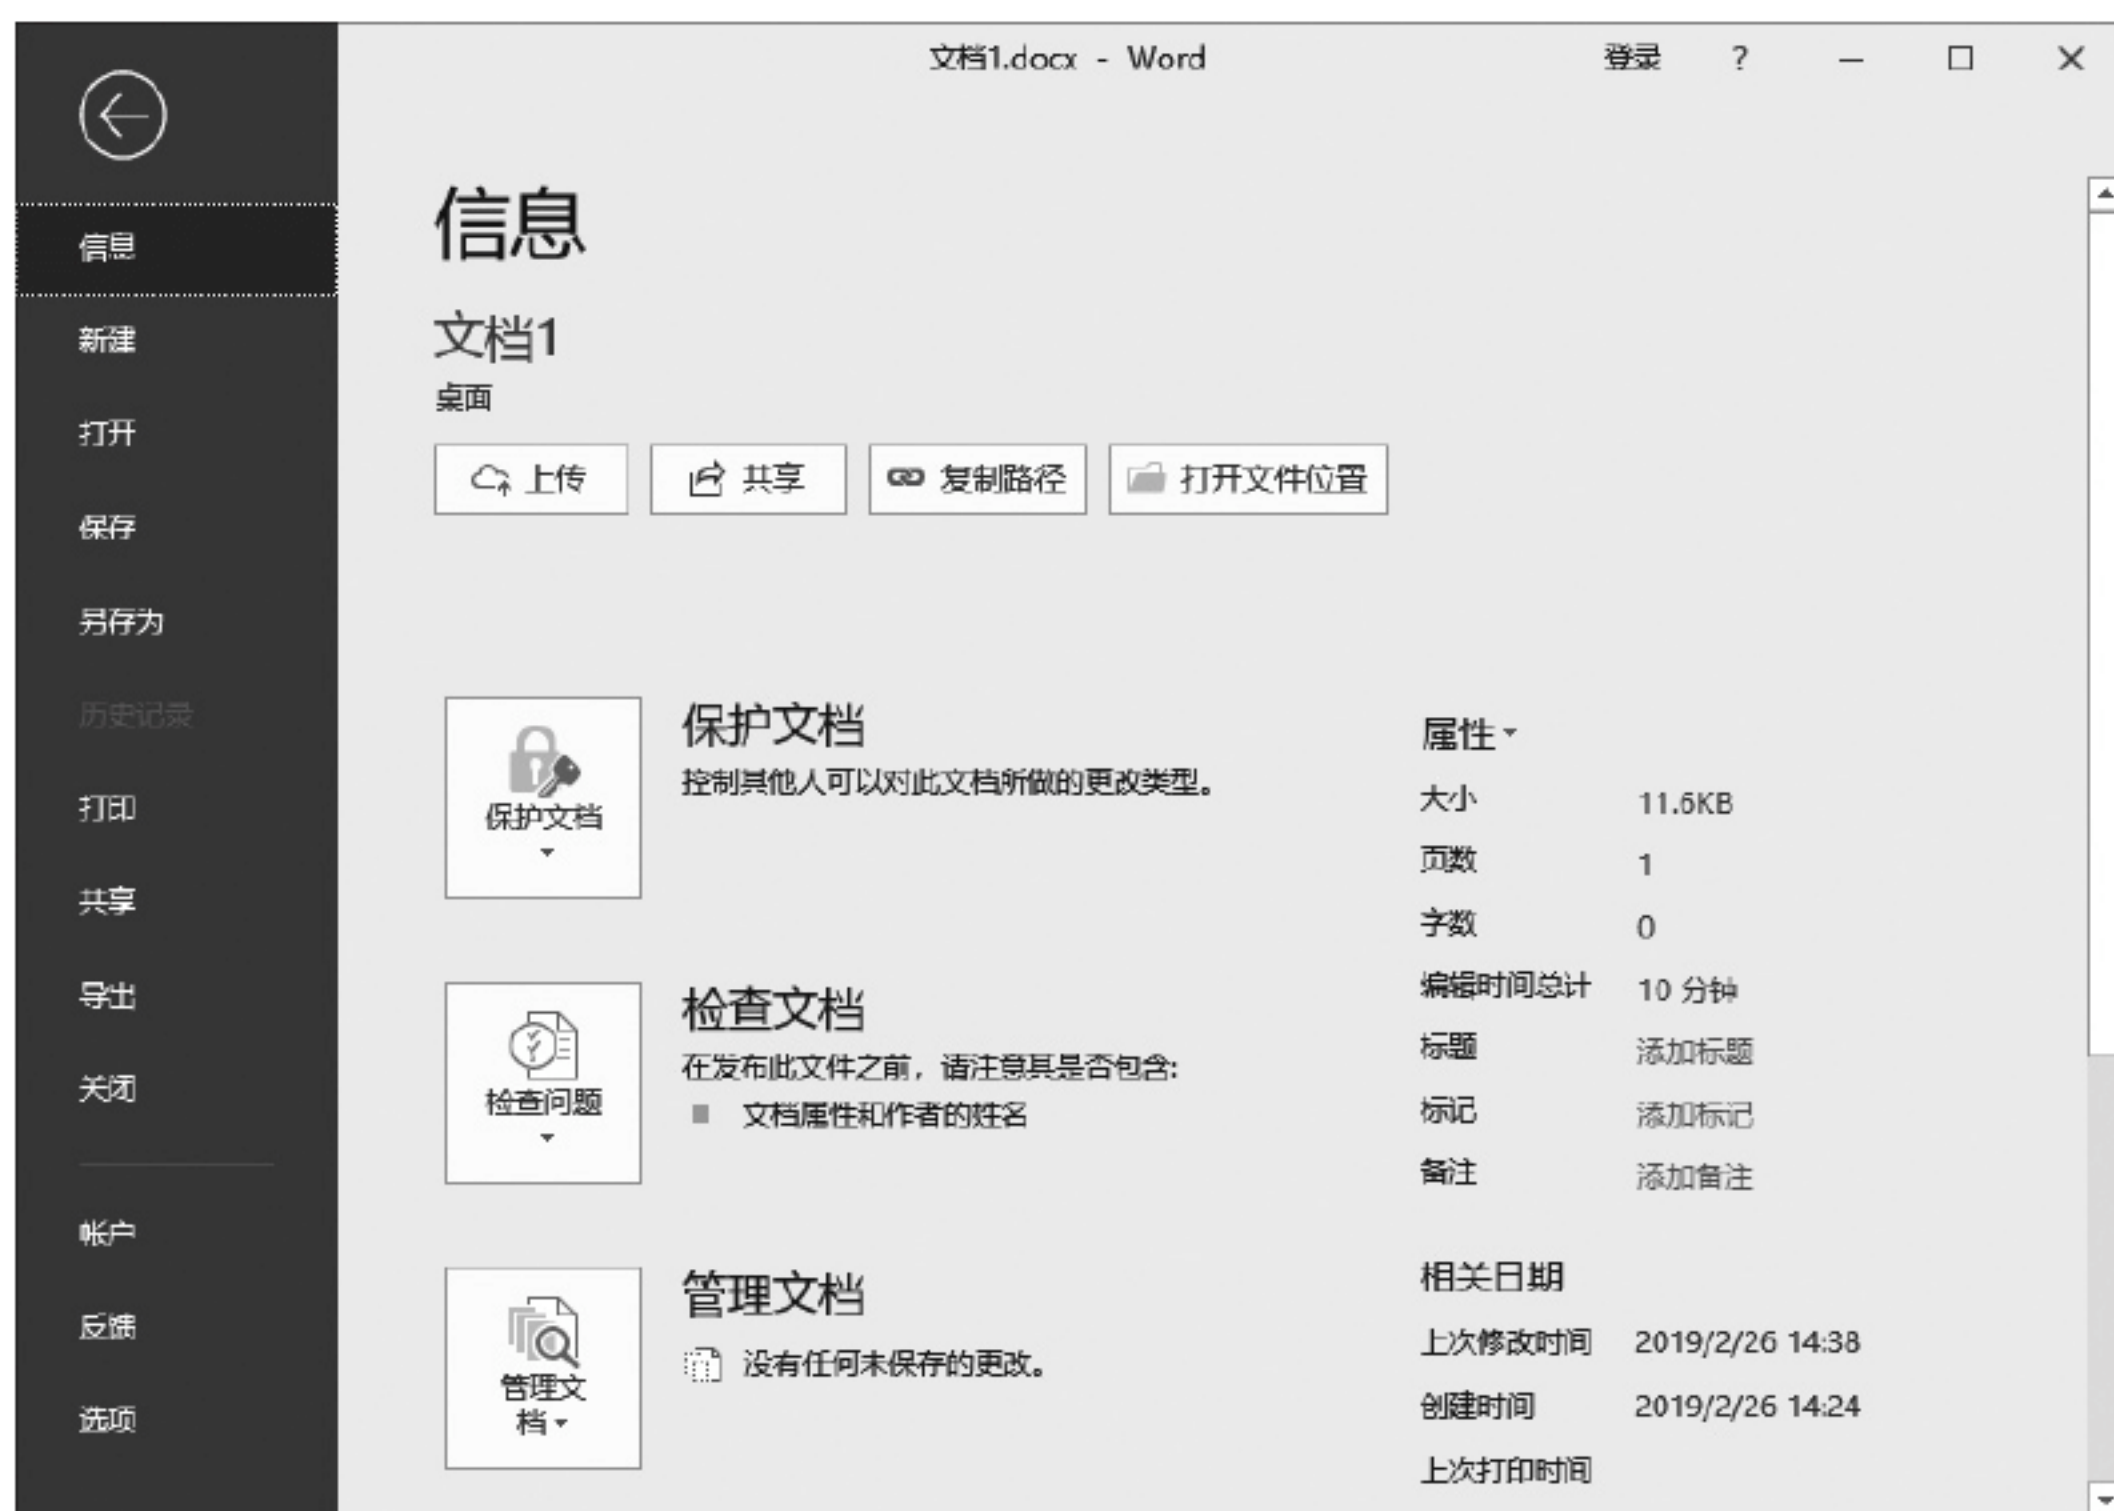 文档1.docx - Word 登录 ?
信息
新建
打开
保存
另存为
历史记录
打印
共享
导出
关闭
帐户
反馈
选项
信息
文档1
桌面
上传 共享 复制路径 打开文件位置
保护文档
保护文档
控制其他人可以对此文档所做的更改类型。
检查问题
检查文档
在发布此文件之前，请注意其是否包含:
文档属性和作者的姓名
管理文
档
管理文档
没有任何未保存的更改。
属性
大小 11.6KB
页数 1
字数 0
编辑时间总计 10 分钟
标题 添加标题
标记 添加标记
备注 添加备注
相关日期
上次修改时间 2019/2/26 14:38
创建时间 2019/2/26 14:24
上次打印时间